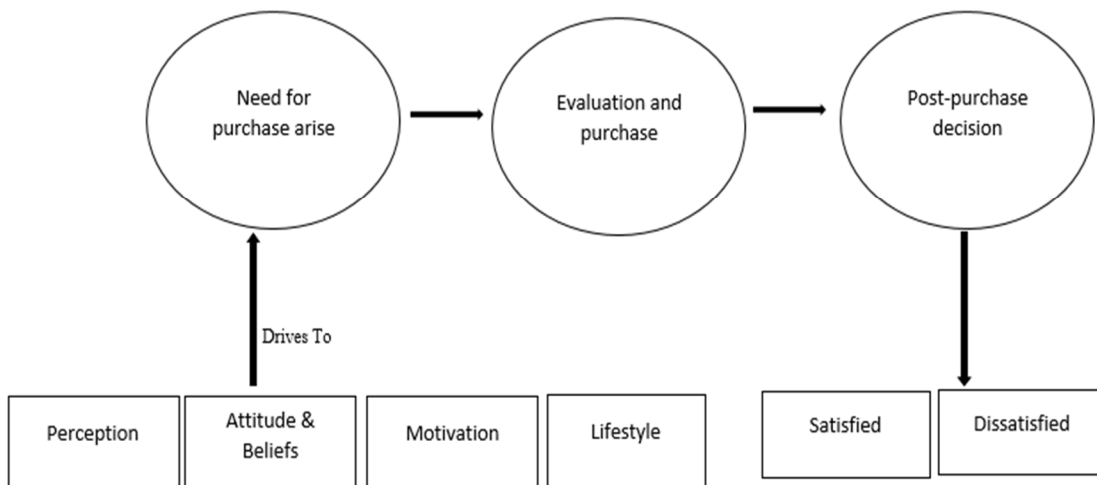 Need for
purchase arise
Evaluation and
purchase
Post-purchase
decision
Drives To
Perception
Attitude &
Beliefs
Motivation
Lifestyle
Satisfied
Dissatisfied